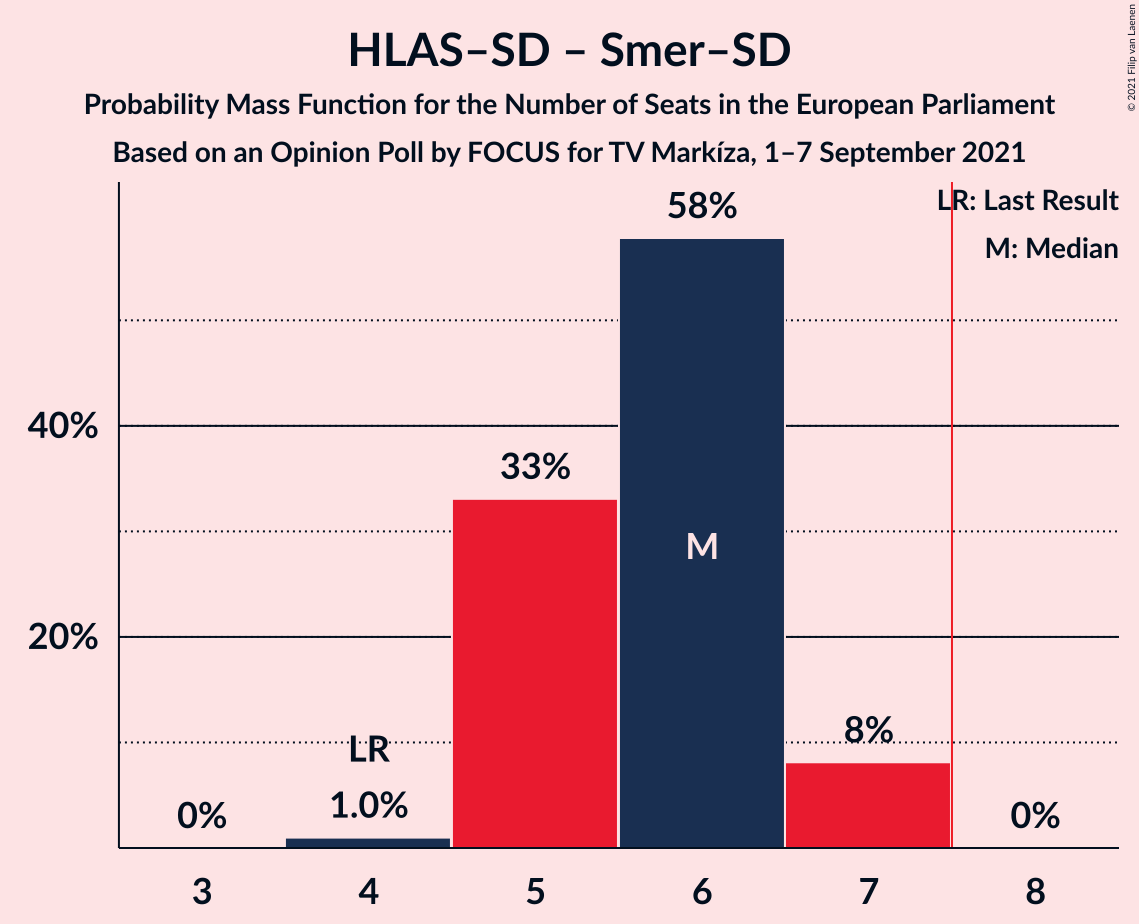 HLAS–SD – Smer–SD
Probability Mass Function for the Number of Seats in the European Parliament
Based on an Opinion Poll by FOCUS for TV Markíza, 1–7 September 2021
© 2021 Filip van Laenen
LR: Last Result
M: Median
58%
40%
33%
M
20%
8%
LR
0%
1.0%
0%
3
4
5
6
7
8